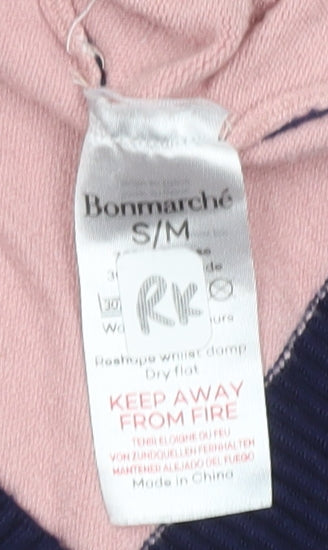 Bonmarché
S/M
30
RK
Reshape whilst damp
Dry flat
KEEP AWAY
FROM FIRE
TENIR ELOIGNE DU FEU
VON ZUNDQUELLEN FERNHALTEN
MANTENER ALEJADO DEL FUEGO
Made in China